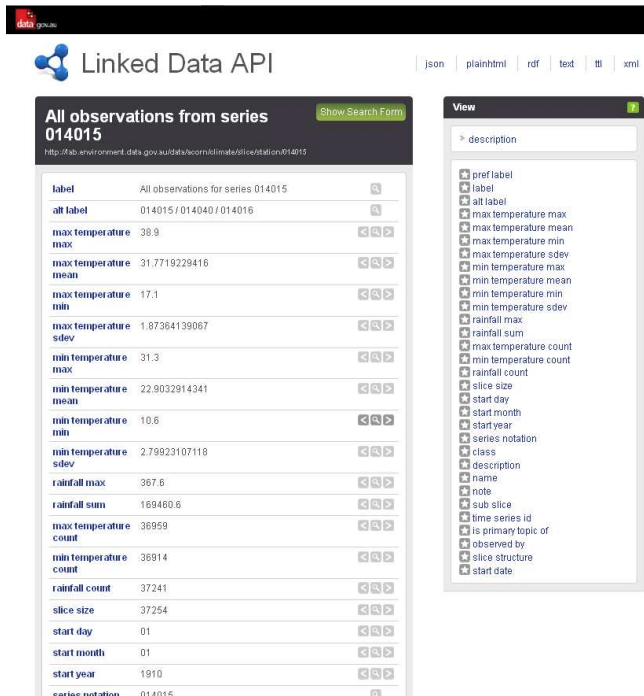 data.gov.au
Linked Data API
json plainhtml rdf text ttl xml
All observations from series
014015
Show Search Form
http://lab.environment.data.gov.au/data/acorn/climate/slice/station/014015
label All observations for series 014015
alt label 014015 / 014040 / 014016
max temperature 38.9
max
max temperature 31.7719229416
mean
max temperature 17.1
min
max temperature 1.87364139067
sdev
min temperature 31.3
max
min temperature 22.9032914341
mean
min temperature 10.6
min
min temperature 2.79923107118
sdev
rainfall max 367.6
rainfall sum 169460.6
max temperature 36959
count
min temperature 36914
count
rainfall count 37241
slice size 37254
start day 01
start month 01
start year 1910
series notation 014015
View ?
description
pref label
label
alt label
max temperature max
max temperature mean
max temperature min
max temperature sdev
min temperature max
min temperature mean
min temperature min
min temperature sdev
rainfall max
rainfall sum
max temperature count
min temperature count
rainfall count
slice size
start day
start month
start year
series notation
class
description
name
note
sub slice
time series id
is primary topic of
observed by
slice structure
start date